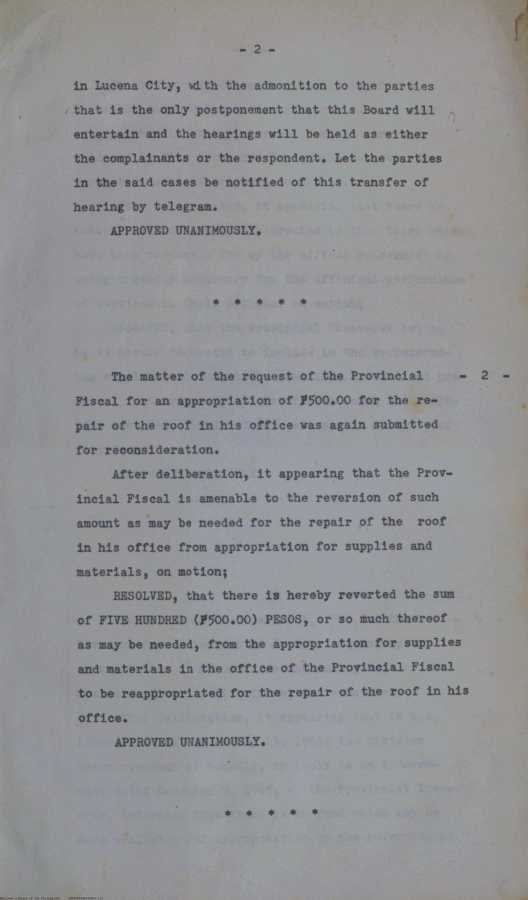 - 2 -
in Lucena City, with the admonition to the parties
that is the only postponement that this Board will
entertain and the hearings will be held as either
the complainants or the respondent. Let the parties
in the said cases be notified of this transfer of
hearing by telegram.
APPROVED UNANIMOUSLY.
* * * * *
The matter of the request of the Provincial - 2 -
Fiscal for an appropriation of ₱500.00 for the re-
pair of the roof in his office was again submitted
for reconsideration.
After deliberation, it appearing that the Prov-
incial Fiscal is amenable to the reversion of such
amount as may be needed for the repair of the roof
in his office from appropriation for supplies and
materials, on motion;
RESOLVED, that there is hereby reverted the sum
of FIVE HUNDRED (₱500.00) PESOS, or so much thereof
as may be needed, from the appropriation for supplies
and materials in the office of the Provincial Fiscal
to be reappropriated for the repair of the roof in his
office.
APPROVED UNANIMOUSLY.
* * * * *